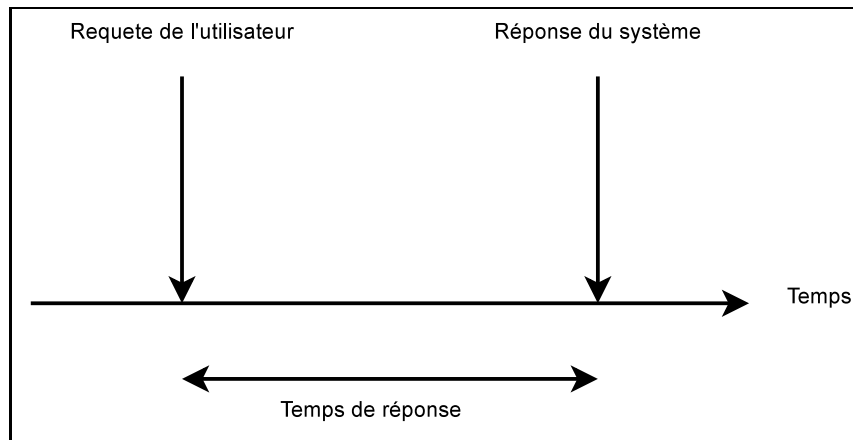 Requete de l'utilisateur
Réponse du système
Temps
Temps de réponse